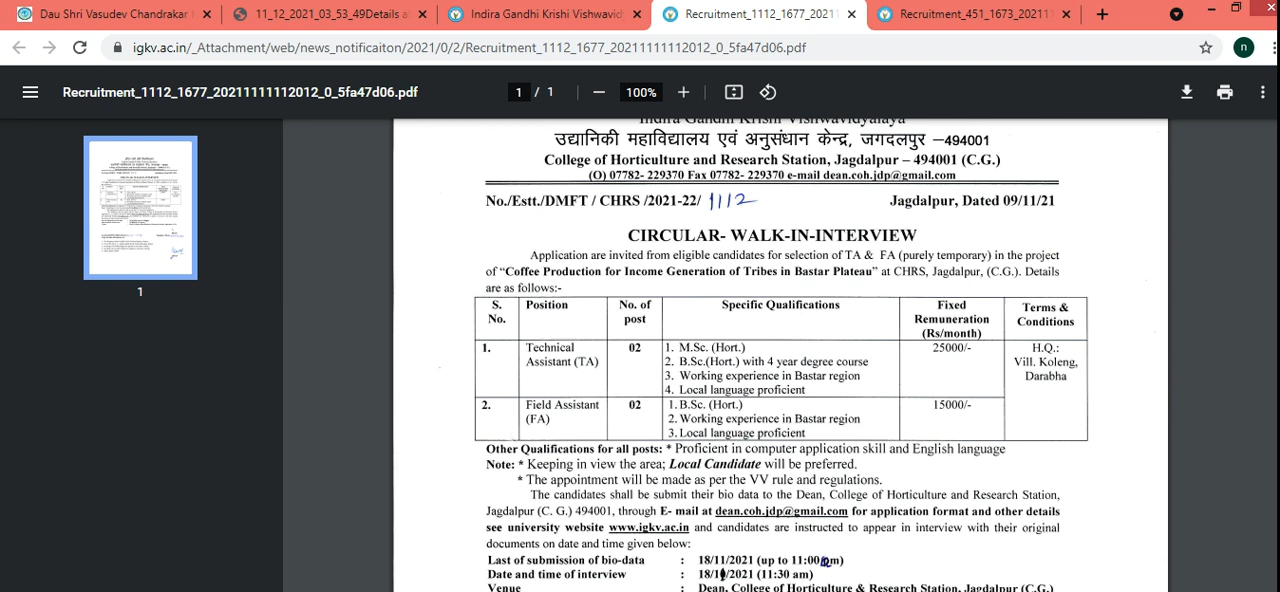 Dau Shri Vasudev Chandrakar
11_12_2021_03_53_49Details a
Indira Gandhi Krishi Vishwavid
Recruitment_1112_1677_20211
Recruitment_451_1673_202111
igkv.ac.in/_Attachment/web/news_notificaiton/2021/0/2/Recruitment_1112_1677_20211111112012_0_5fa47d06.pdf
n
Recruitment_1112_1677_20211111112012_0_5fa47d06.pdf
1 / 1
100%
1
Indira Gandhi Krishi Vishwavidyalaya
उद्यानिकी महाविद्यालय एवं अनुसंधान केन्द्र, जगदलपुर –494001
College of Horticulture and Research Station, Jagdalpur – 494001 (C.G.)
(O) 07782- 229370 Fax 07782- 229370 e-mail dean.coh.jdp@gmail.com
No./Estt./DMFT / CHRS /2021-22/ 1112 Jagdalpur, Dated 09/11/21
CIRCULAR- WALK-IN-INTERVIEW
Application are invited from eligible candidates for selection of TA & FA (purely temporary) in the project
of “Coffee Production for Income Generation of Tribes in Bastar Plateau” at CHRS, Jagdalpur, (C.G.). Details
are as follows:-
S. No. Position No. of post Specific Qualifications Fixed Remuneration (Rs/month) Terms & Conditions
1. Technical Assistant (TA) 02 1. M.Sc. (Hort.) 25000/- H.Q.: Vill. Koleng, Darabha
2. B.Sc.(Hort.) with 4 year degree course
3. Working experience in Bastar region
4. Local language proficient
2. Field Assistant (FA) 02 1. B.Sc. (Hort.) 15000/-
2. Working experience in Bastar region
3. Local language proficient
Other Qualifications for all posts: * Proficient in computer application skill and English language
Note: * Keeping in view the area; Local Candidate will be preferred.
* The appointment will be made as per the VV rule and regulations.
The candidates shall be submit their bio data to the Dean, College of Horticulture and Research Station,
Jagdalpur (C. G.) 494001, through E- mail at dean.coh.jdp@gmail.com for application format and other details
see university website www.igkv.ac.in and candidates are instructed to appear in interview with their original
documents on date and time given below:
Last of submission of bio-data : 18/11/2021 (up to 11:00 am)
Date and time of interview : 18/11/2021 (11:30 am)
Venue : Dean, College of Horticulture & Research Station, Jagdalpur (C.G.)